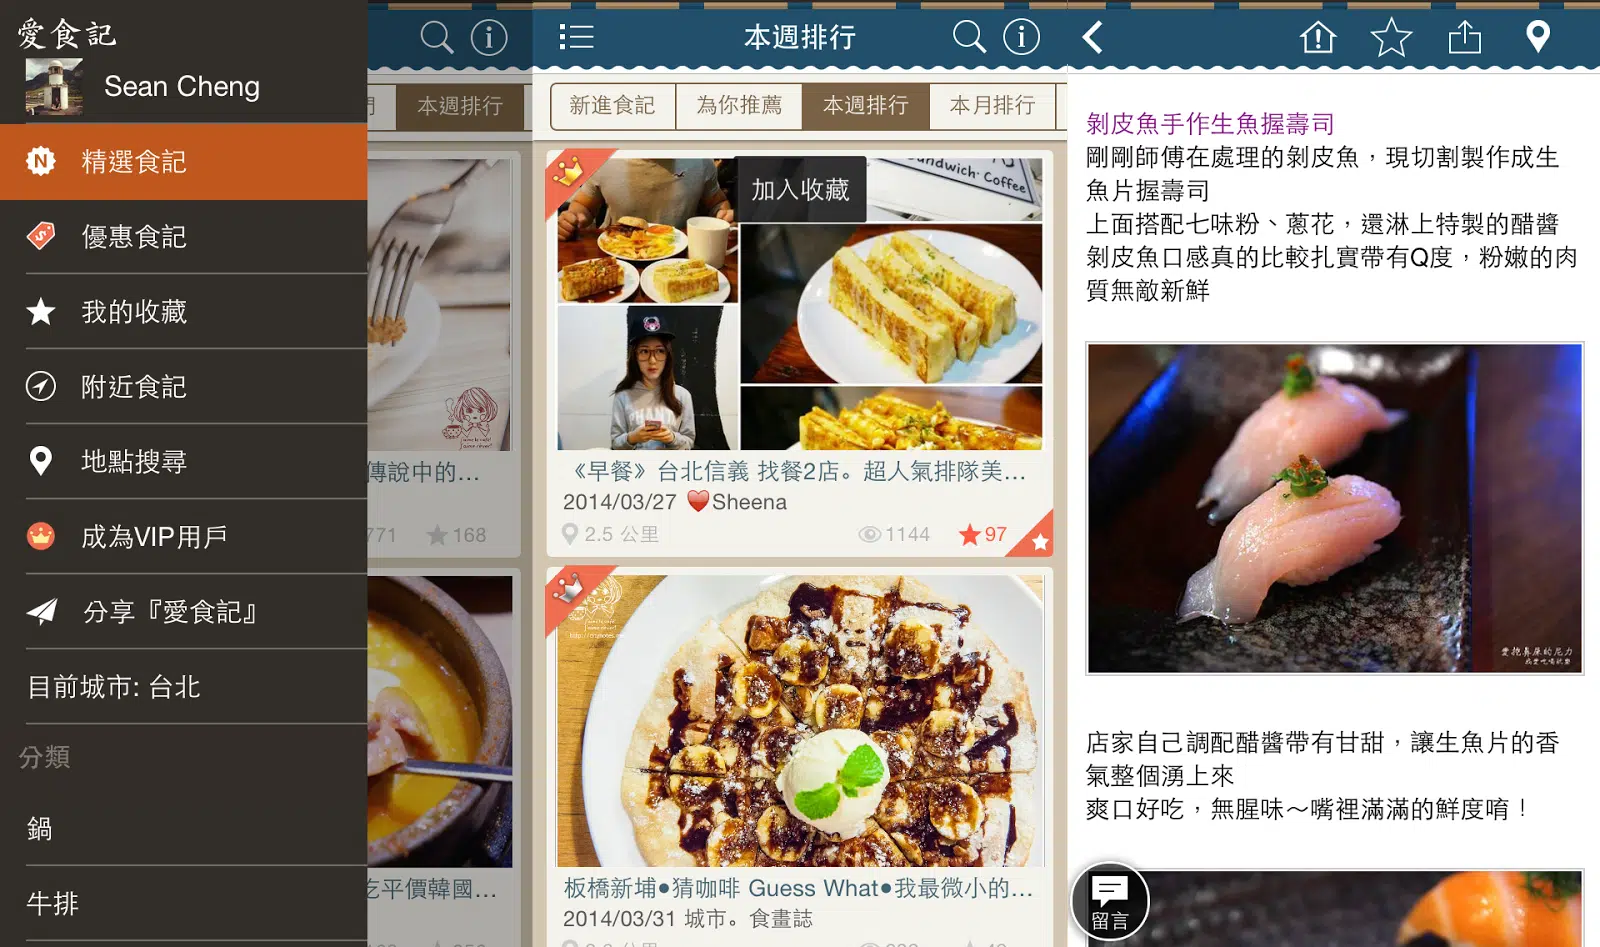 愛食記
Sean Cheng
精選食記
優惠食記
我的收藏
附近食記
地點搜尋
成為VIP用戶
分享『愛食記』
目前城市: 台北
分類
鍋
牛排
本週排行
傳說中的...
771
168
乞平價韓國...
本週排行
新進食記
為你推薦
本週排行
本月排行
加入收藏
andwich· Coffee
《早餐》台北信義 找餐2店。超人氣排隊美...
2014/03/27 ❤Sheena
2.5 公里
1144
97
板橋新埔●猜咖啡 Guess What●我最微小的...
2014/03/31 城市。食畫誌
剝皮魚手作生魚握壽司
剛剛師傅在處理的剝皮魚，現切割製作成生
魚片握壽司
上面搭配七味粉、蔥花，還淋上特製的醋醬
剝皮魚口感真的比較扎實帶有Q度，粉嫩的肉
質無敵新鮮
店家自己調配醋醬帶有甘甜，讓生魚片的香
氣整個湧上來
爽口好吃，無腥味～嘴裡滿滿的鮮度唷！
留言